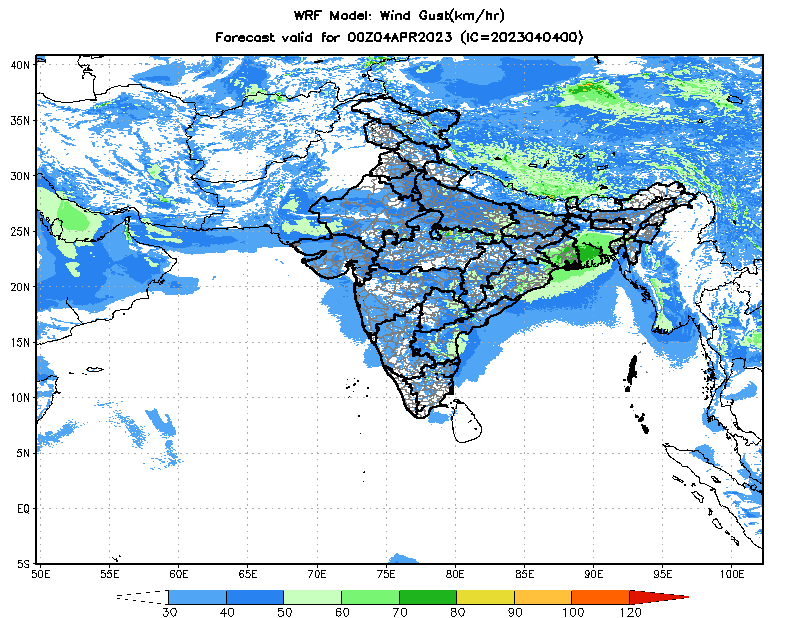 WRF Model: Wind Gust(km/hr)
Forecast valid for 00Z04APR2023 (IC=2023040400)
40N
35N
30N
25N
20N
15N
10N
5N
EQ
5S
50E 55E 60E 65E 70E 75E 80E 85E 90E 95E 100E
30 40 50 60 70 80 90 100 120